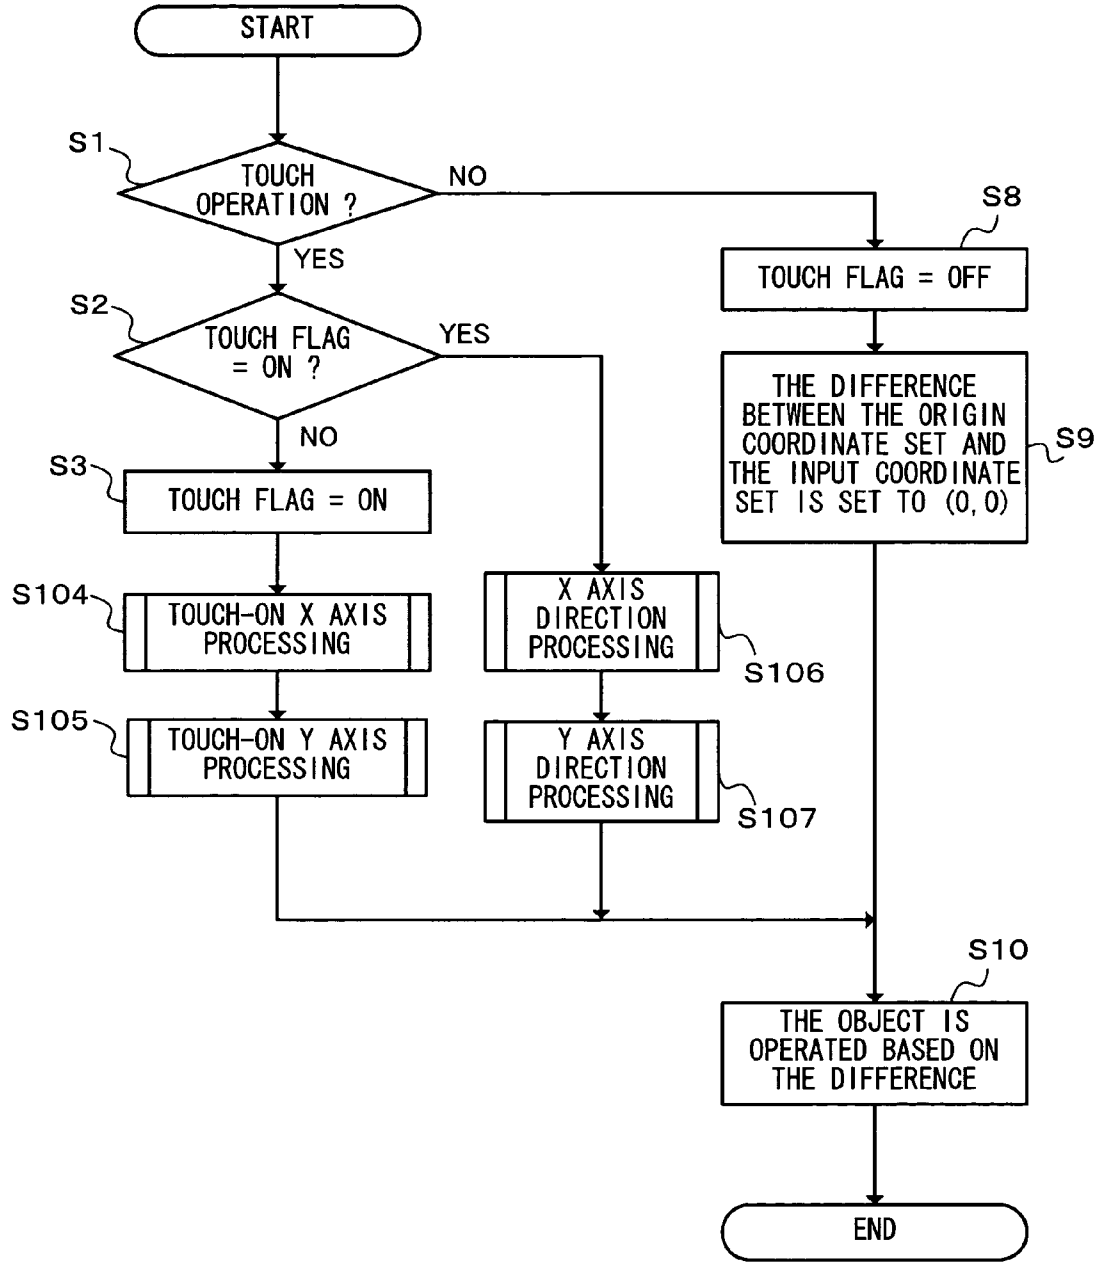 START
S1
TOUCH
OPERATION ?
NO
YES
S8
TOUCH FLAG = OFF
S2
TOUCH FLAG
= ON ?
YES
NO
THE DIFFERENCE
BETWEEN THE ORIGIN
COORDINATE SET AND
THE INPUT COORDINATE
SET IS SET TO (0,0)
S9
S3
TOUCH FLAG = ON
S104
TOUCH-ON X AXIS
PROCESSING
X AXIS
DIRECTION
PROCESSING
S106
S105
TOUCH-ON Y AXIS
PROCESSING
Y AXIS
DIRECTION
PROCESSING
S107
S10
THE OBJECT IS
OPERATED BASED ON
THE DIFFERENCE
END